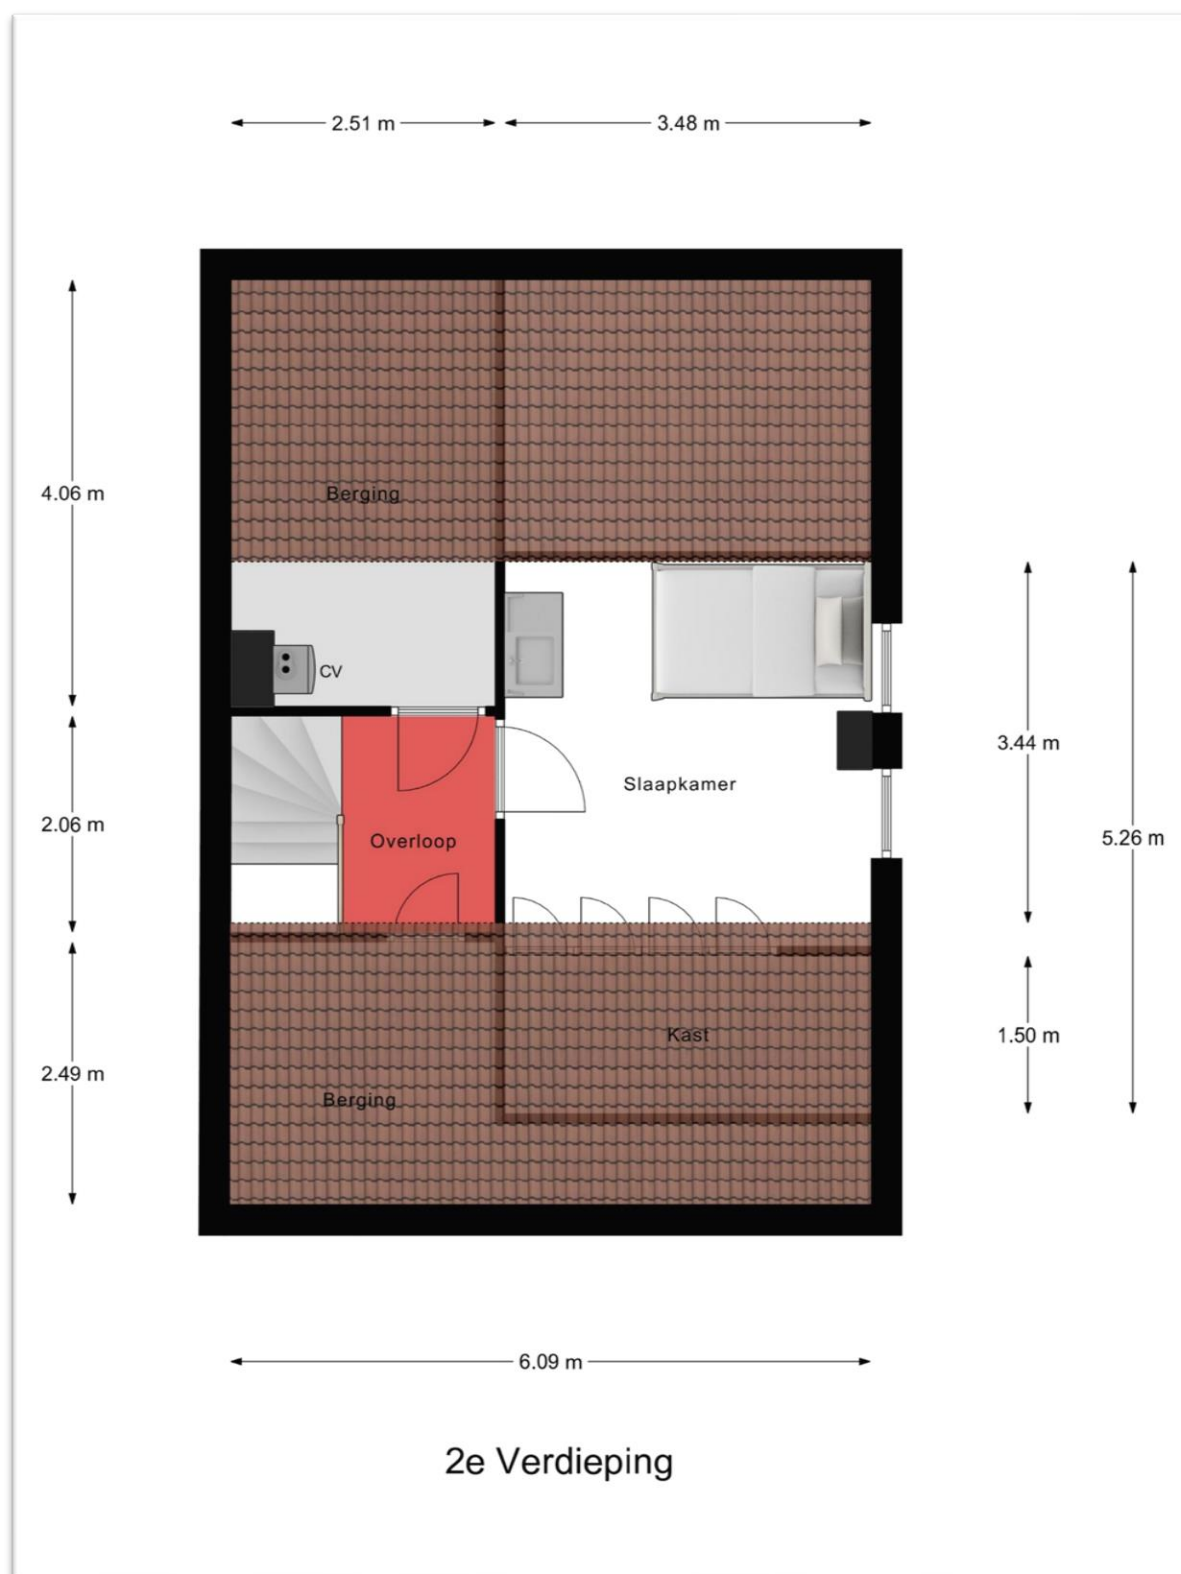 2.51 m
3.48 m
4.06 m
Berging
CV
3.44 m
Slaapkamer
2.06 m
Overloop
5.26 m
1.50 m
Kast
2.49 m
Berging
6.09 m
2e Verdieping